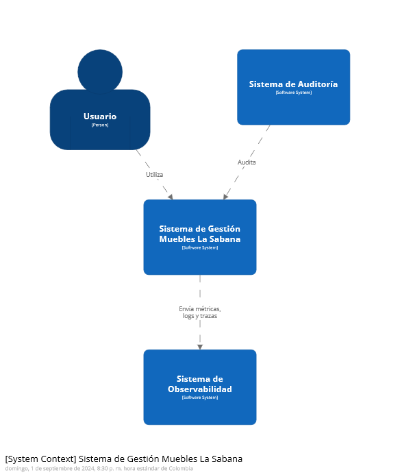 Usuario
[Person]
Sistema de Auditoría
[Software System]
Utiliza
Audita
Sistema de Gestión
Muebles La Sabana
[Software System]
Envía métricas,
logs y trazas
Sistema de
Observabilidad
[Software System]
[System Context] Sistema de Gestión Muebles La Sabana
domingo, 1 de septiembre de 2024, 8:30 p. m. hora estándar de Colombia